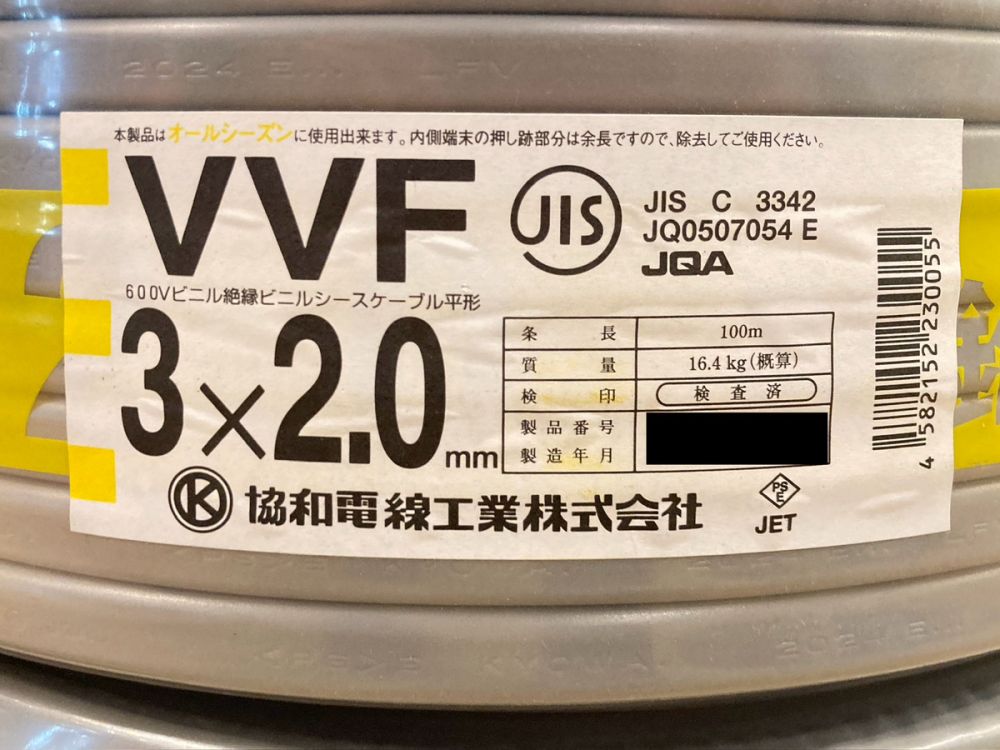 2024 E... LFV
本製品はオールシーズンに使用出来ます。内側端末の押し跡部分は余長ですので、除去してご使用ください。
VVF
JIS
JIS C 3342
JQ0507054 E
JQA
600Vビニル絶縁ビニルシースケーブル平形
3×2.0mm
条長 100m
質量 16.4kg(概算)
検印 検査済
製品番号
製造年月
4 582152 230055
K 協和電線工業株式会社
PS E
JET
2024 E...